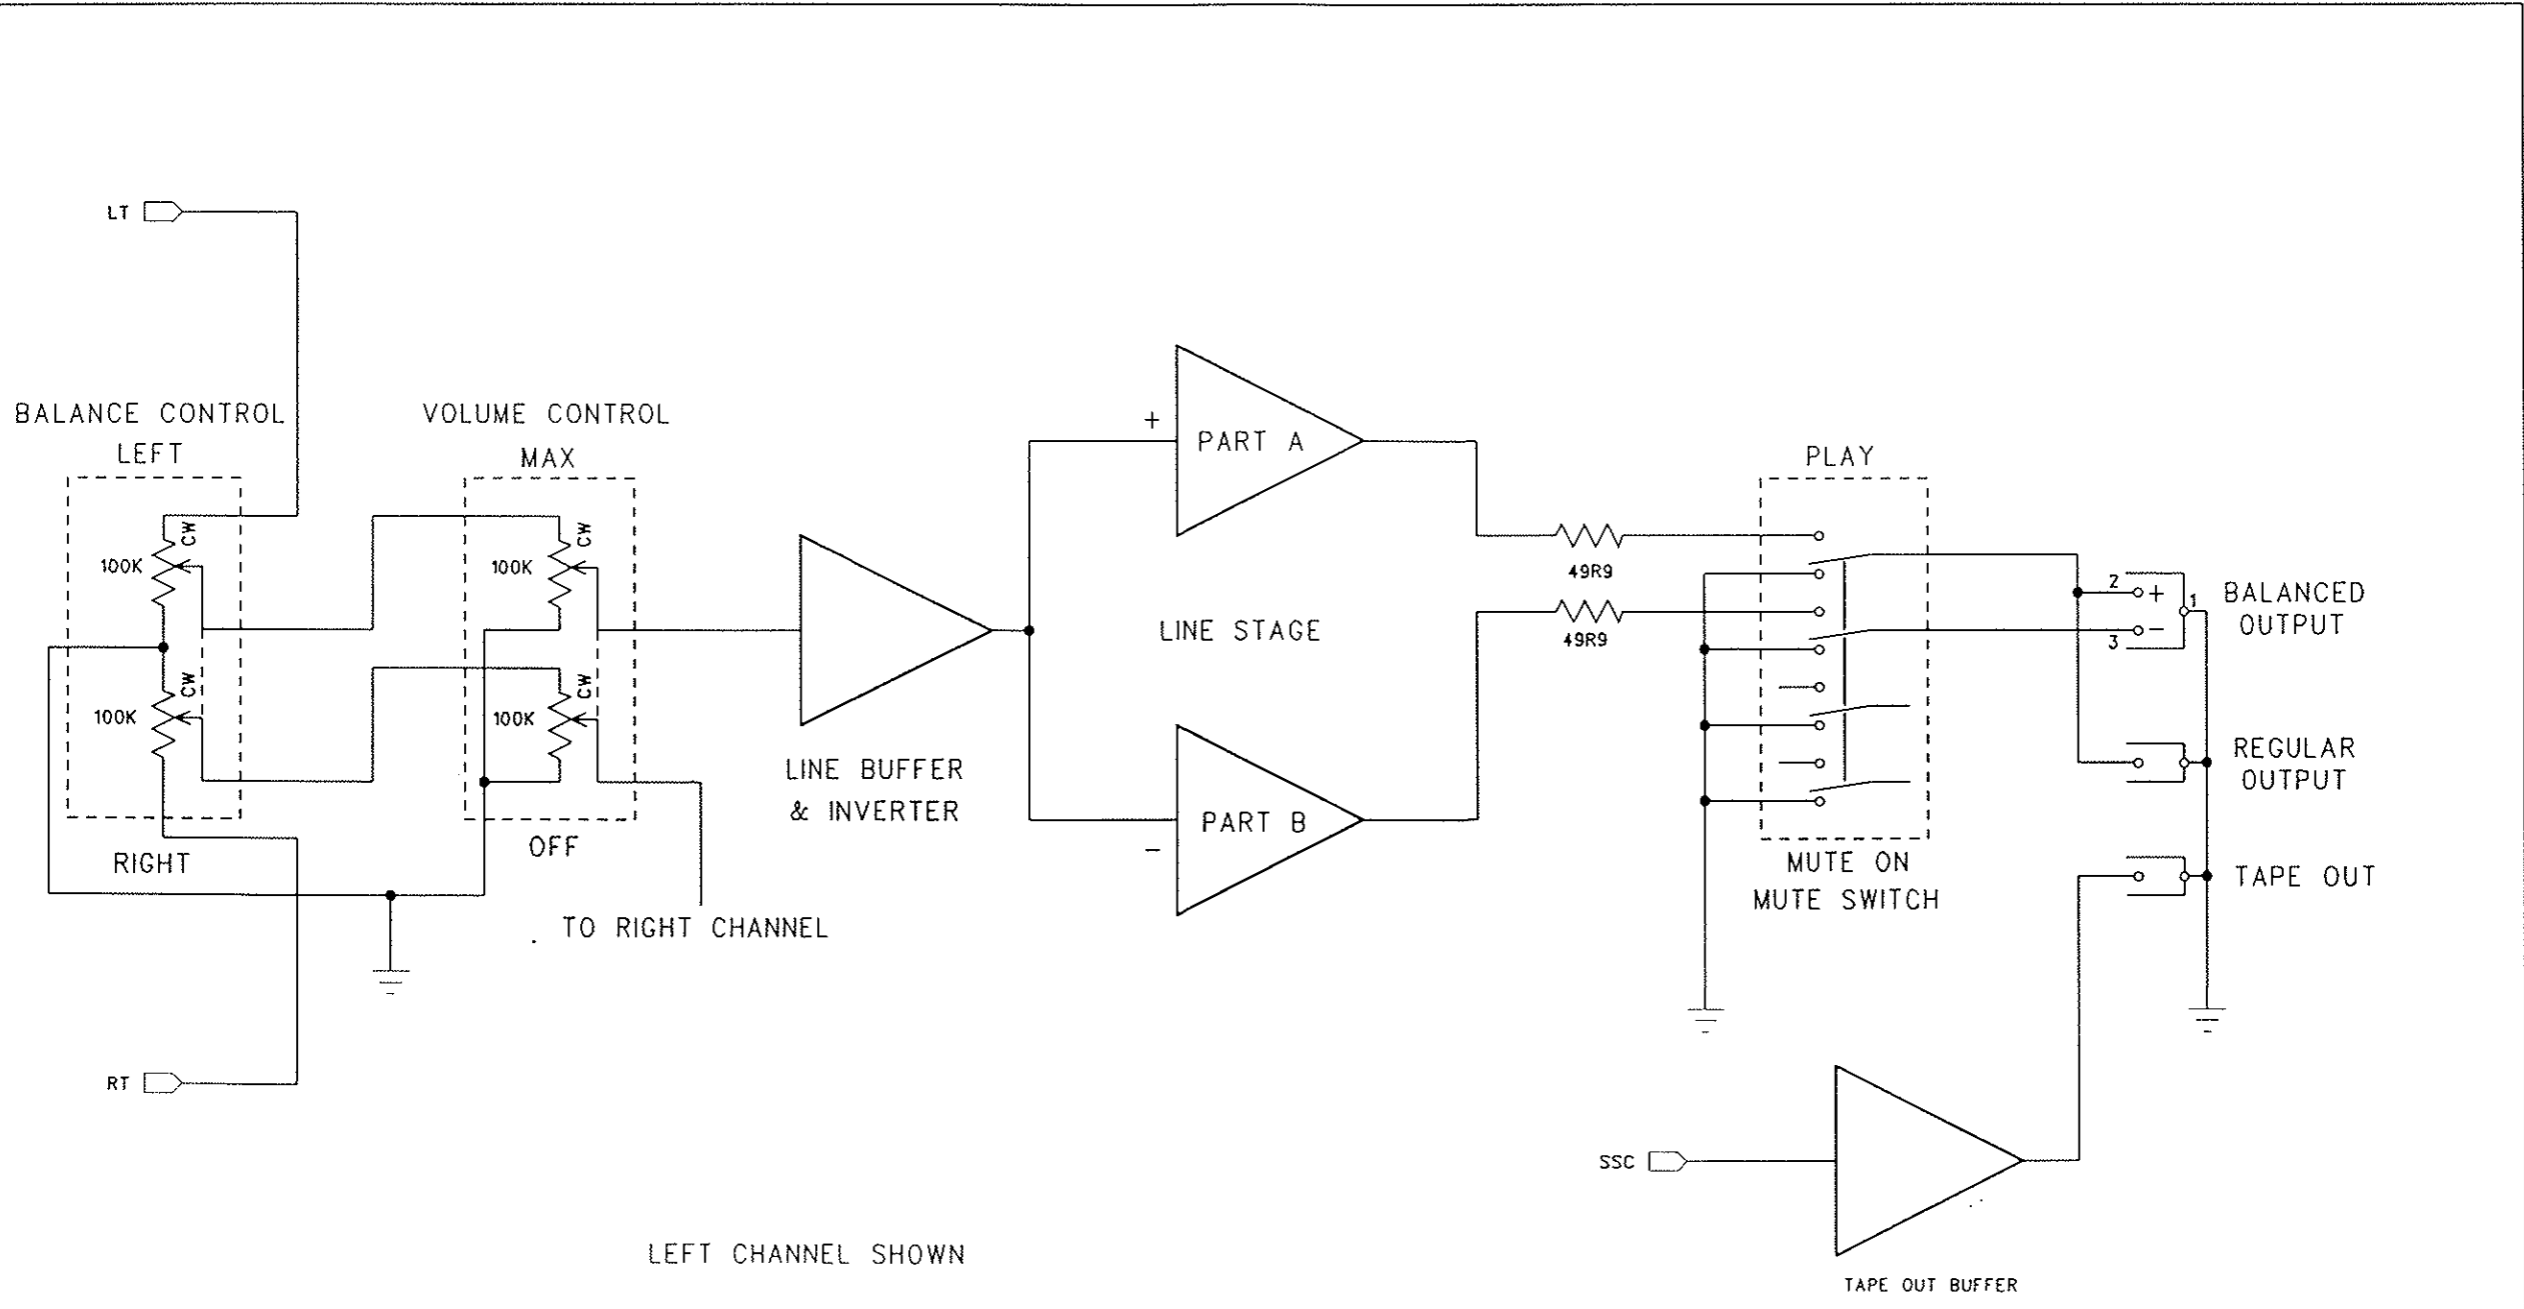 LT
BALANCE CONTROL
LEFT
CW
100K
CW
100K
RIGHT
RT
VOLUME CONTROL
MAX
CW
100K
CW
100K
OFF
TO RIGHT CHANNEL
LINE BUFFER
& INVERTER
+
PART A
LINE STAGE
PART B
−
49R9
49R9
PLAY
MUTE ON
MUTE SWITCH
2
+
1
−
3
BALANCED
OUTPUT
REGULAR
OUTPUT
TAPE OUT
SSC
TAPE OUT BUFFER
LEFT CHANNEL SHOWN